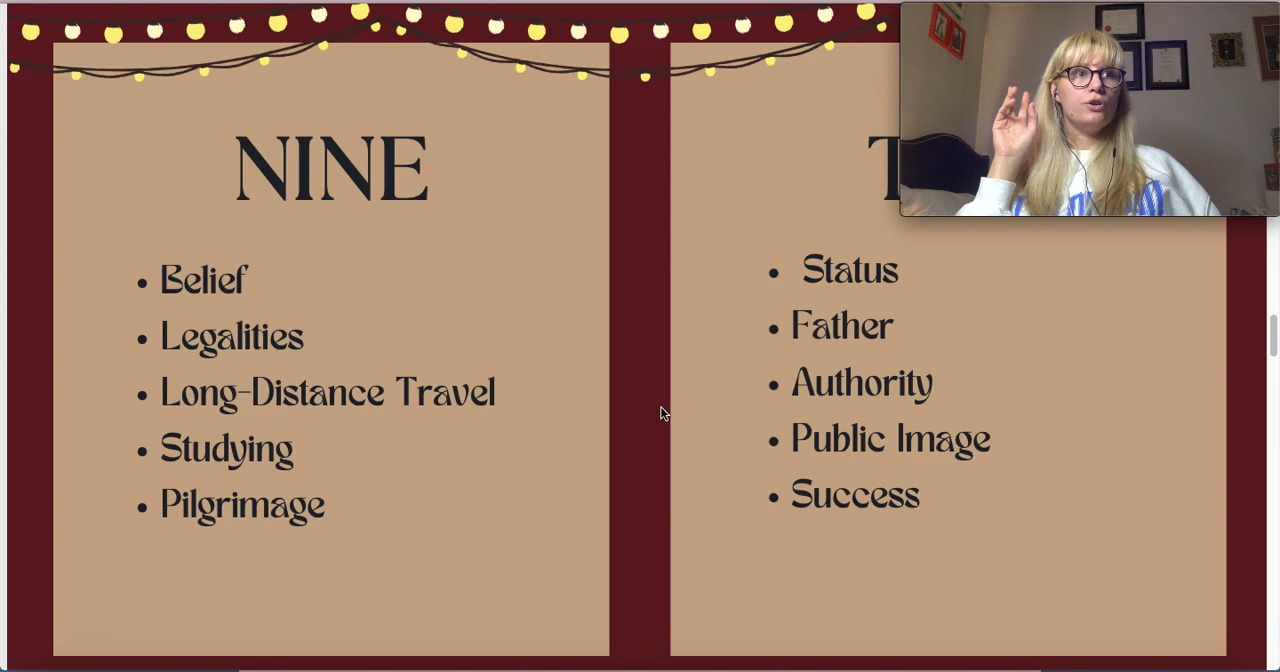 NINE
Belief
Legalities
Long-Distance Travel
Studying
Pilgrimage
Status
Father
Authority
Public Image
Success